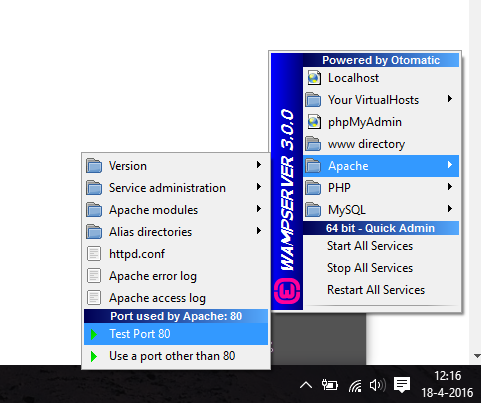 Powered by Otomatic
Localhost
Your VirtualHosts
phpMyAdmin
www directory
Apache
PHP
MySQL
64 bit - Quick Admin
Start All Services
Stop All Services
Restart All Services
WAMPSERVER 3.0.0
Version
Service administration
Apache modules
Alias directories
httpd.conf
Apache error log
Apache access log
Port used by Apache: 80
Test Port 80
Use a port other than 80
12:16
18-4-2016